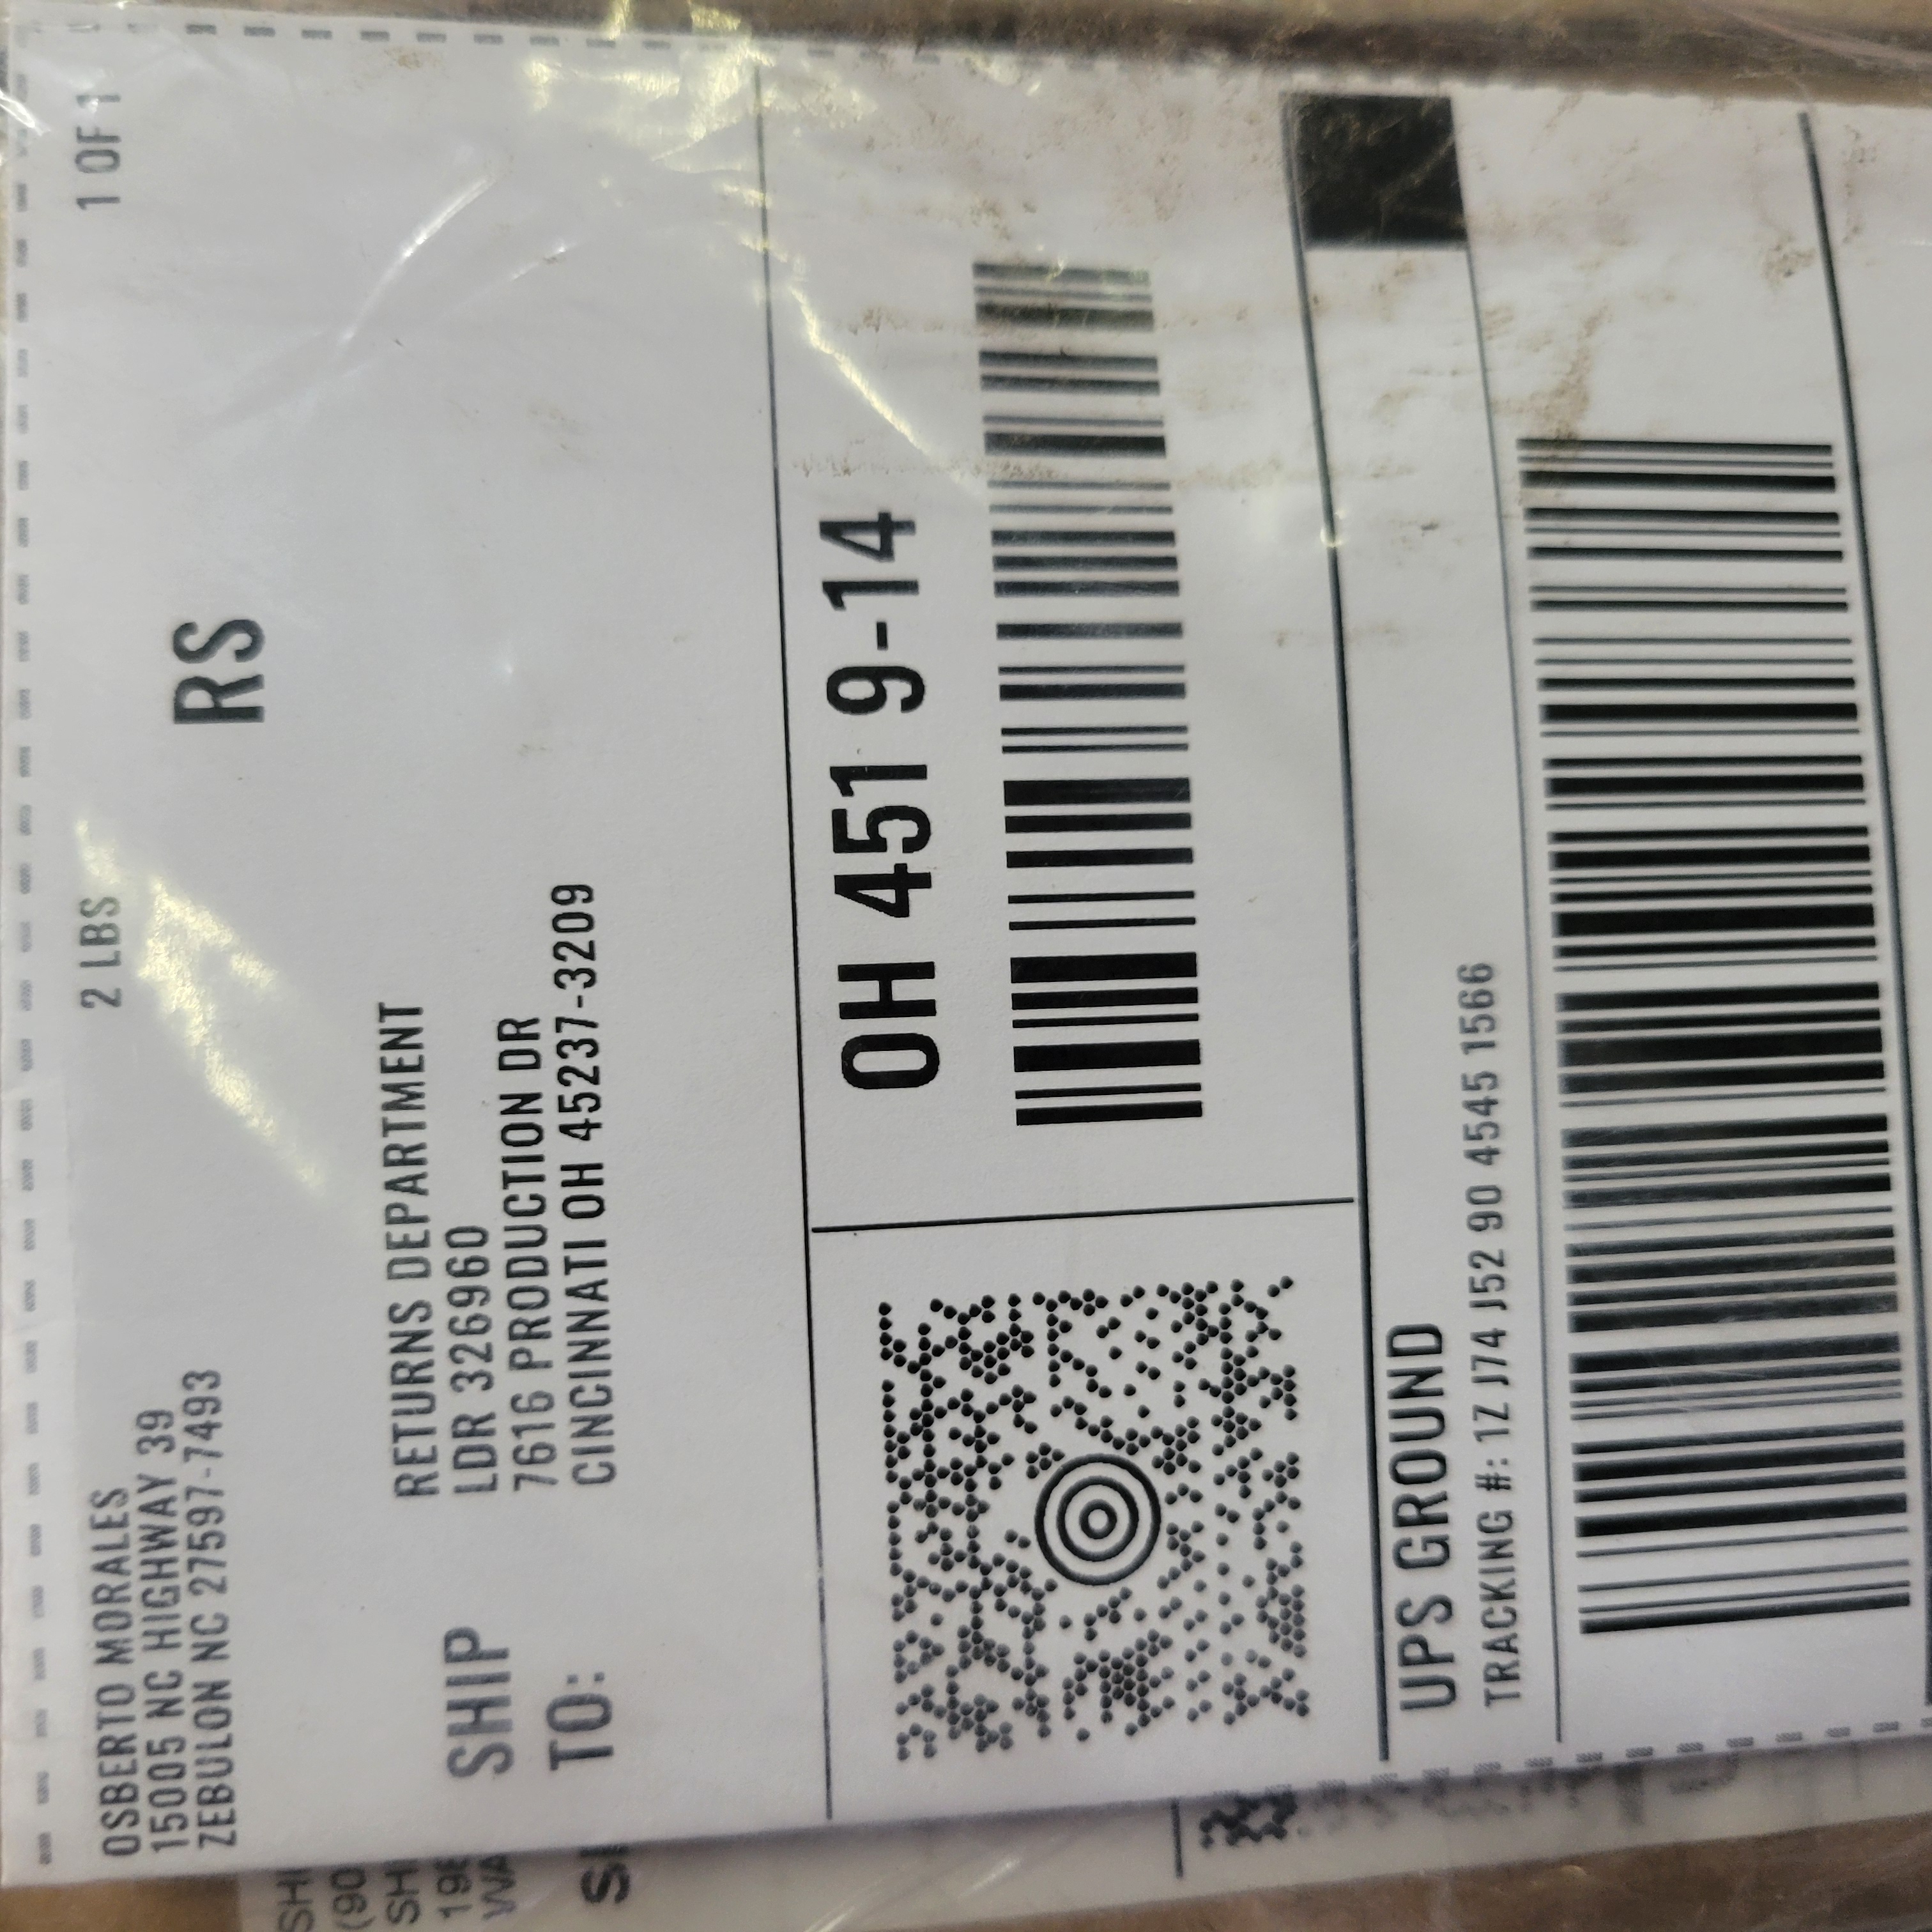 OSBERTO MORALES
15005 NC HIGHWAY 39
ZEBULON NC 27597-7493
2 LBS
1 OF 1
RS
SHIP
TO:
RETURNS DEPARTMENT
LDR 326960
7616 PRODUCTION DR
CINCINNATI OH 45237-3209
OH 451 9-14
UPS GROUND
TRACKING #: 1Z J74 J52 90 4545 1566